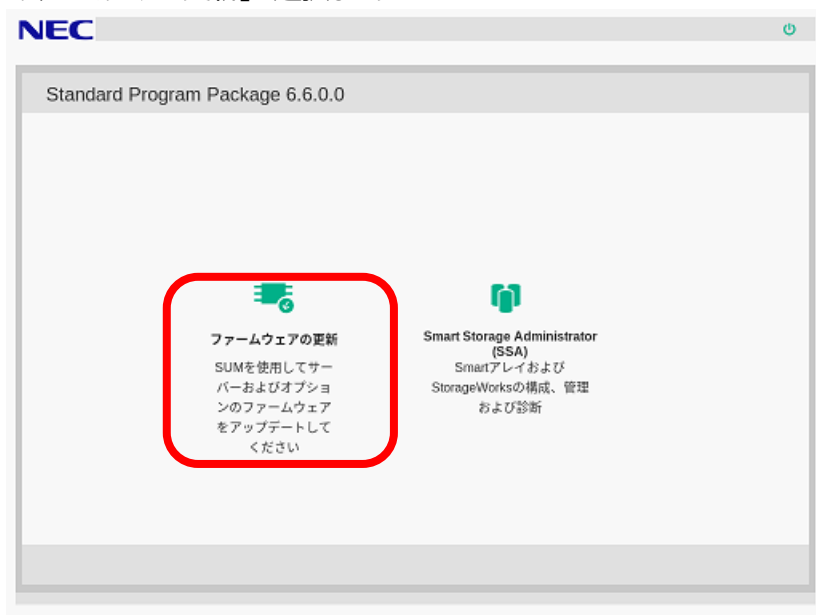 NEC
Standard Program Package 6.6.0.0
ファームウェアの更新
SUMを使用してサー
バーおよびオプショ
ンのファームウェア
をアップデートして
ください
Smart Storage Administrator
(SSA)
Smartアレイおよび
StorageWorksの構成、管理
および診断